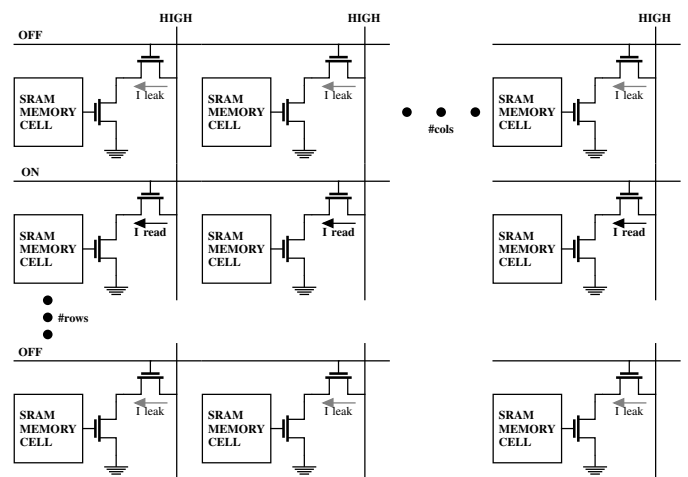 HIGH HIGH HIGH
OFF
SRAM MEMORY CELL I leak SRAM MEMORY CELL I leak #cols SRAM MEMORY CELL I leak
ON
SRAM MEMORY CELL I read SRAM MEMORY CELL I read SRAM MEMORY CELL I read
#rows
OFF
SRAM MEMORY CELL I leak SRAM MEMORY CELL I leak SRAM MEMORY CELL I leak